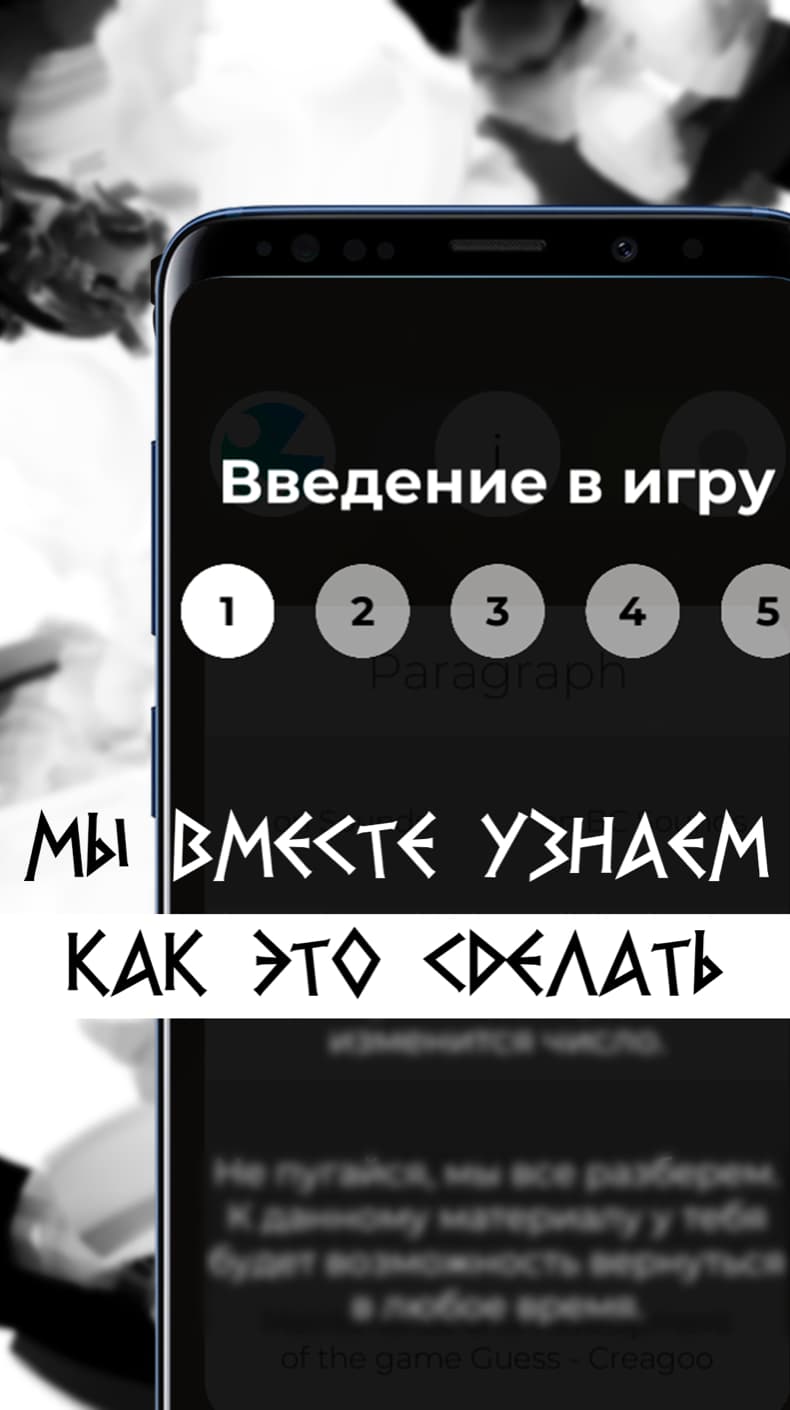 i
Введение в игру
1 2 3 4 5
Paragraph
МЫ ВМЕСТЕ УЗНАЕМ
КАК ЭТО СДЕЛАТЬ
изменится число.
Не пугайся, мы все разберем.
К данному материалу у тебя
будет возможность вернуться
в любое время.
of the game Guess - Creagoo